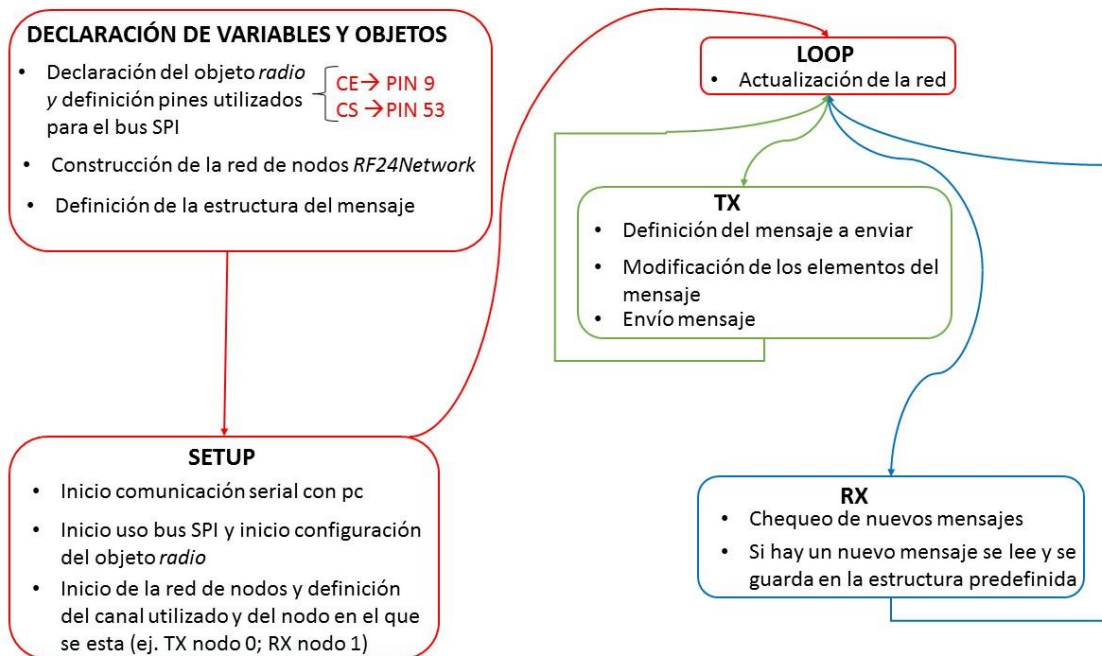 DECLARACIÓN DE VARIABLES Y OBJETOS
• Declaración del objeto radio
y definición pines utilizados
para el bus SPI
CE→ PIN 9
CS →PIN 53
• Construcción de la red de nodos RF24Network
• Definición de la estructura del mensaje
SETUP
• Inicio comunicación serial con pc
• Inicio uso bus SPI y inicio configuración
del objeto radio
• Inicio de la red de nodos y definición
del canal utilizado y del nodo en el que
se esta (ej. TX nodo 0; RX nodo 1)
LOOP
• Actualización de la red
TX
• Definición del mensaje a enviar
• Modificación de los elementos del
mensaje
• Envío mensaje
RX
• Chequeo de nuevos mensajes
• Si hay un nuevo mensaje se lee y se
guarda en la estructura predefinida